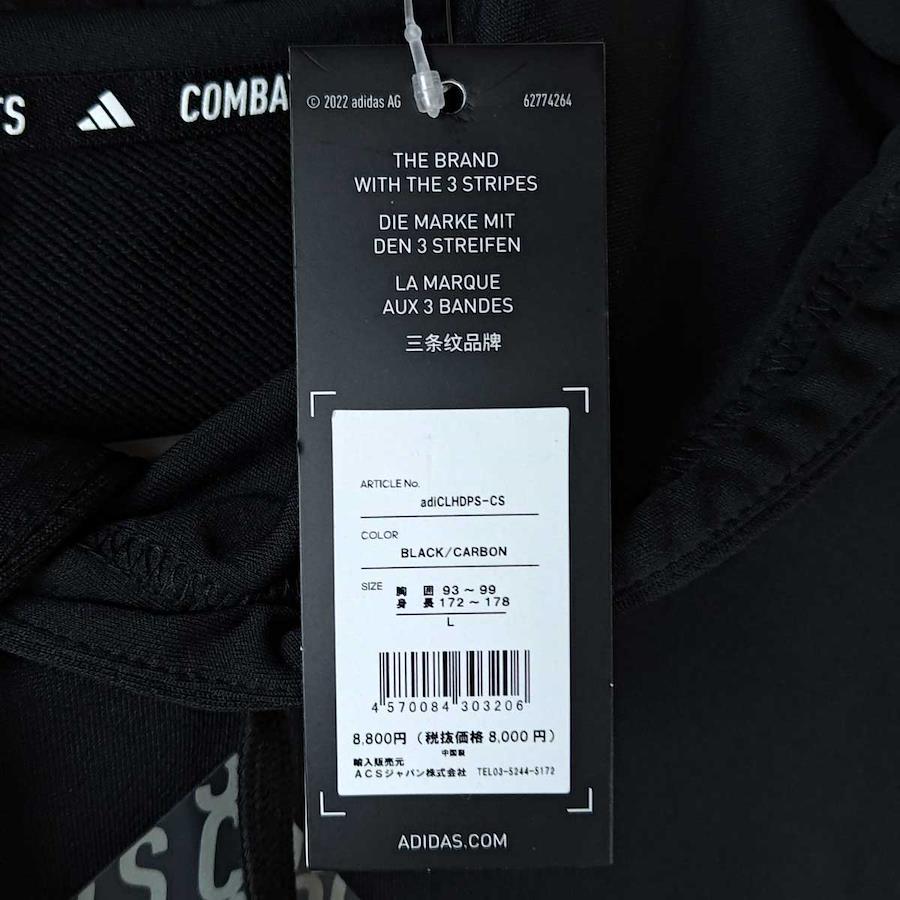 TS
COMBA
© 2022 adidas AG
62774264
THE BRAND
WITH THE 3 STRIPES
DIE MARKE MIT
DEN 3 STREIFEN
LA MARQUE
AUX 3 BANDES
三条纹品牌
ARTICLE No.
adiCLHDPS-CS
COLOR
BLACK/CARBON
SIZE
胸 囲 93 ~ 99
身 長 172 ~ 178
L
4 570084 303206
8,800円 (税抜価格 8,000 円)
中国製
輸入販売元
ACSジャパン株式会社 TEL03-5244-5172
ADIDAS.COM